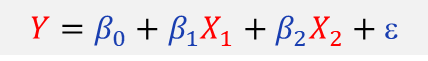 Y = β₀ + β₁X₁ + β₂X₂ + ε